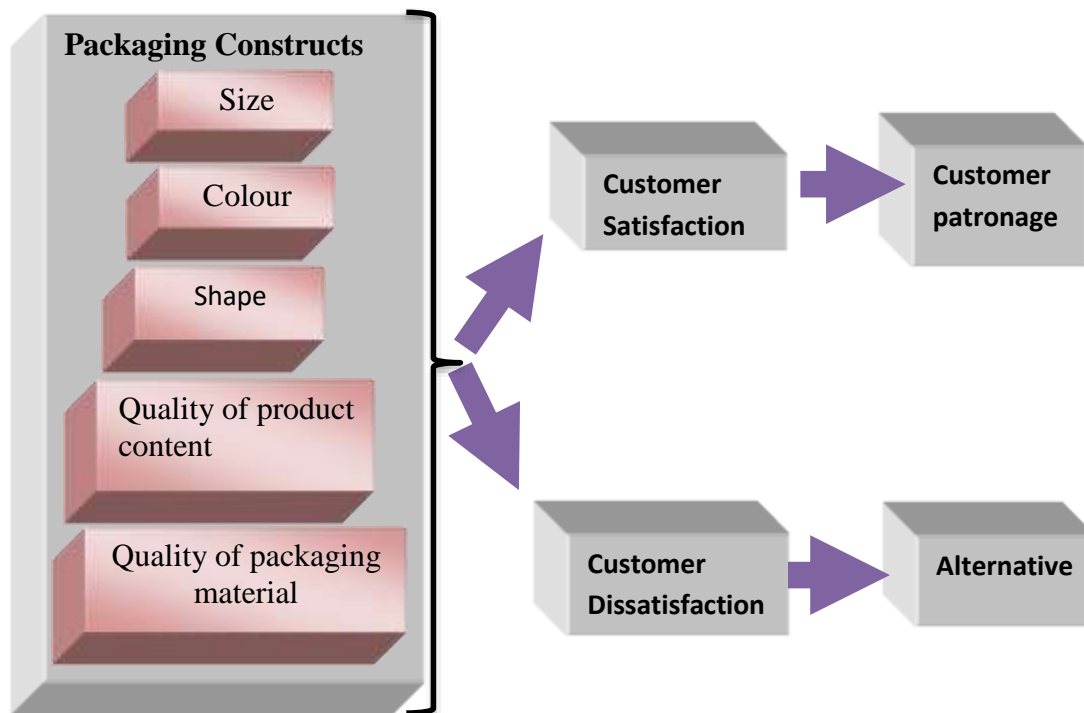 Packaging Constructs
Size
Colour
Shape
Quality of product
content
Quality of packaging
material
Customer
Satisfaction
Customer
patronage
Customer
Dissatisfaction
Alternative